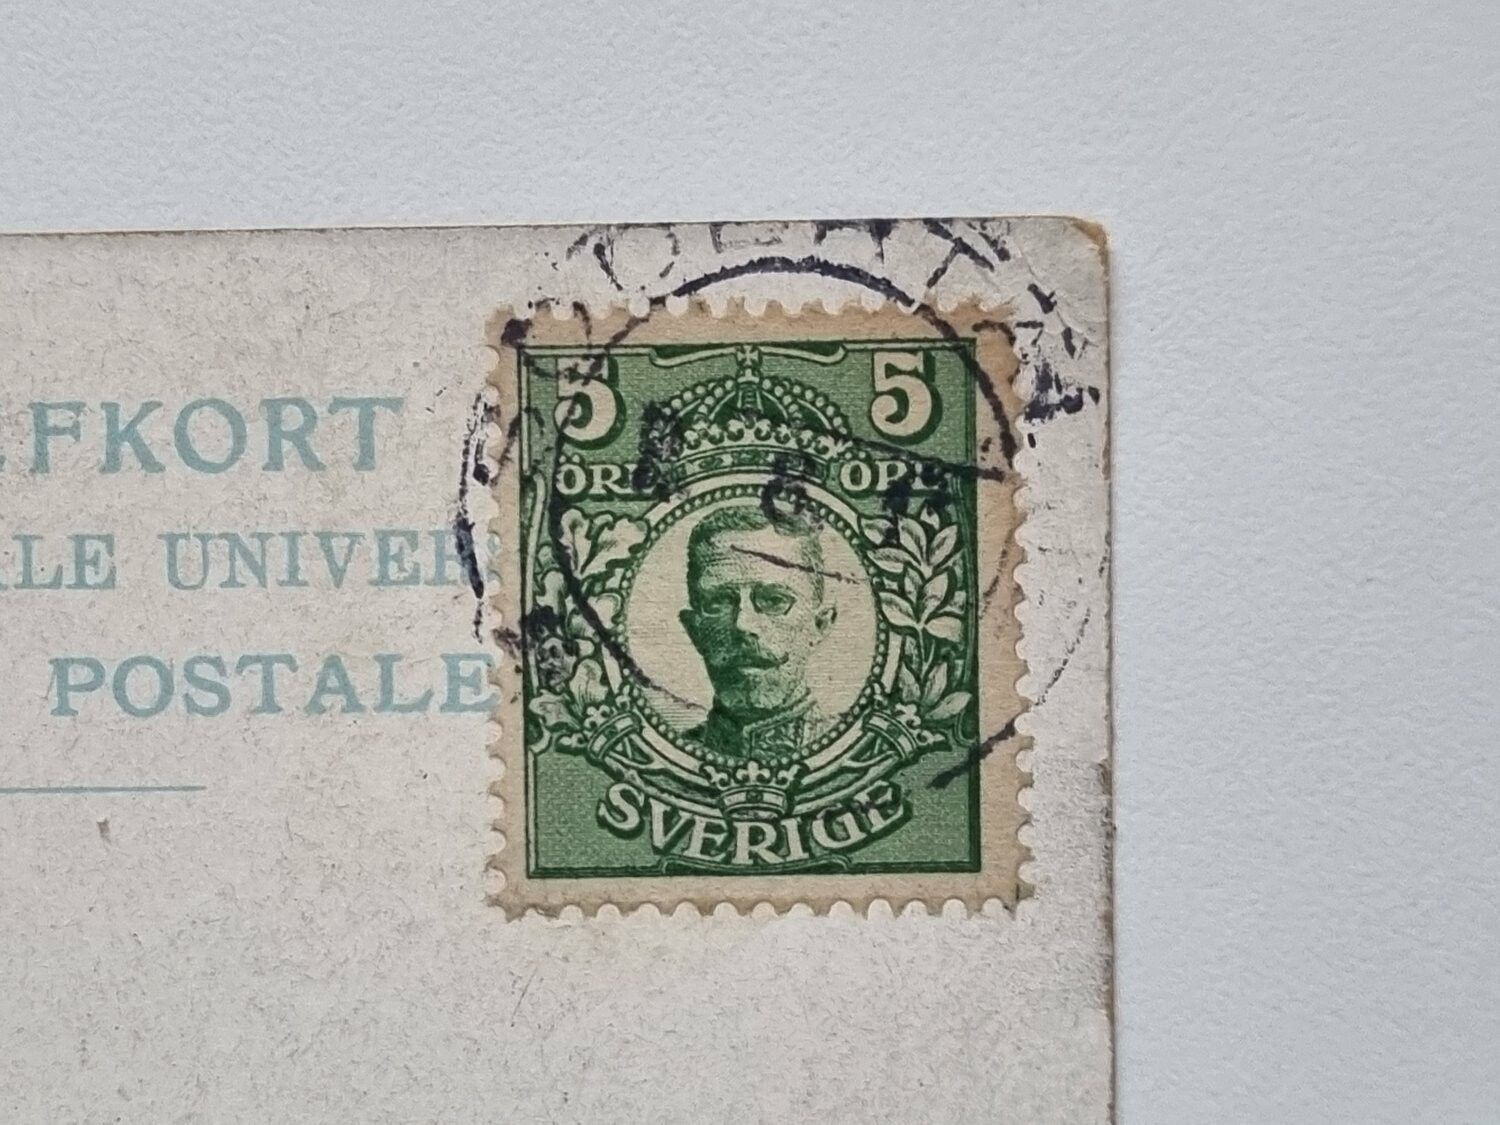 5 5
ÖRE ÖRE
FKORT
LE UNIVER
POSTALE
SVERIGE